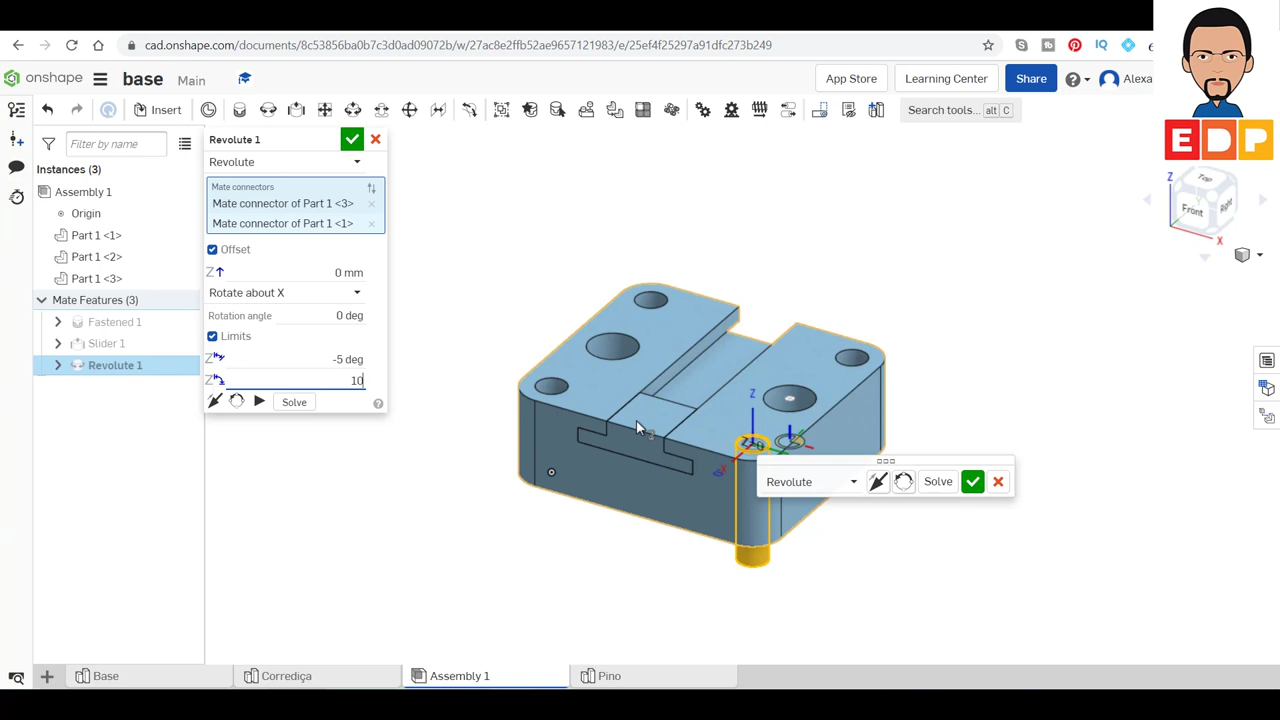 cad.onshape.com/documents/8c53856ba0b7c3d0ad09072b/w/27ac8e2ffb52ae9657121983/e/25ef4f25297a91dfc273b249
onshape
base
Main
App Store
Learning Center
Share
Alexa
Insert
Search tools... alt C
Filter by name
Instances (3)
Assembly 1
Origin
Part 1 <1>
Part 1 <2>
Part 1 <3>
Mate Features (3)
Fastened 1
Slider 1
Revolute 1
Revolute 1
Revolute
Mate connectors
Mate connector of Part 1 <3>
Mate connector of Part 1 <1>
Offset
Z 0 mm
Rotate about X
Rotation angle 0 deg
Limits
Z -5 deg
Z 10
Solve
Z
Revolute
Solve
EDP
Z
Top
Front
Right
Y
X
Base
Corrediça
Assembly 1
Pino